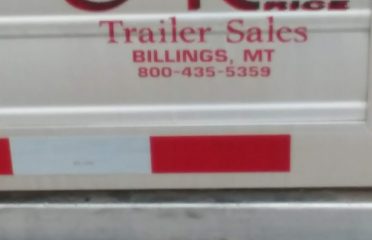 Trailer Sales
BILLINGS, MT
800-435-5359